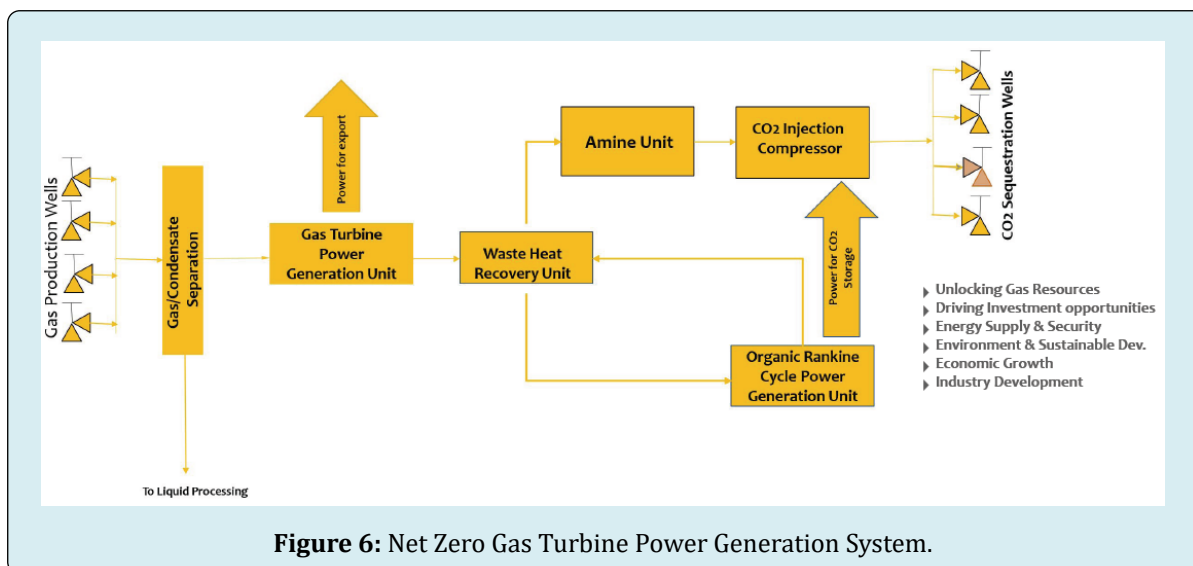 Gas Production Wells
Gas/Condensate
Separation
To Liquid Processing
Power for export
Gas Turbine
Power
Generation Unit
Waste Heat
Recovery Unit
Amine Unit
CO2 Injection
Compressor
Power for CO2
Storage
Organic Rankine
Cycle Power
Generation Unit
CO2 Sequestration Wells
Unlocking Gas Resources
Driving Investment opportunities
Energy Supply & Security
Environment & Sustainable Dev.
Economic Growth
Industry Development
Figure 6: Net Zero Gas Turbine Power Generation System.